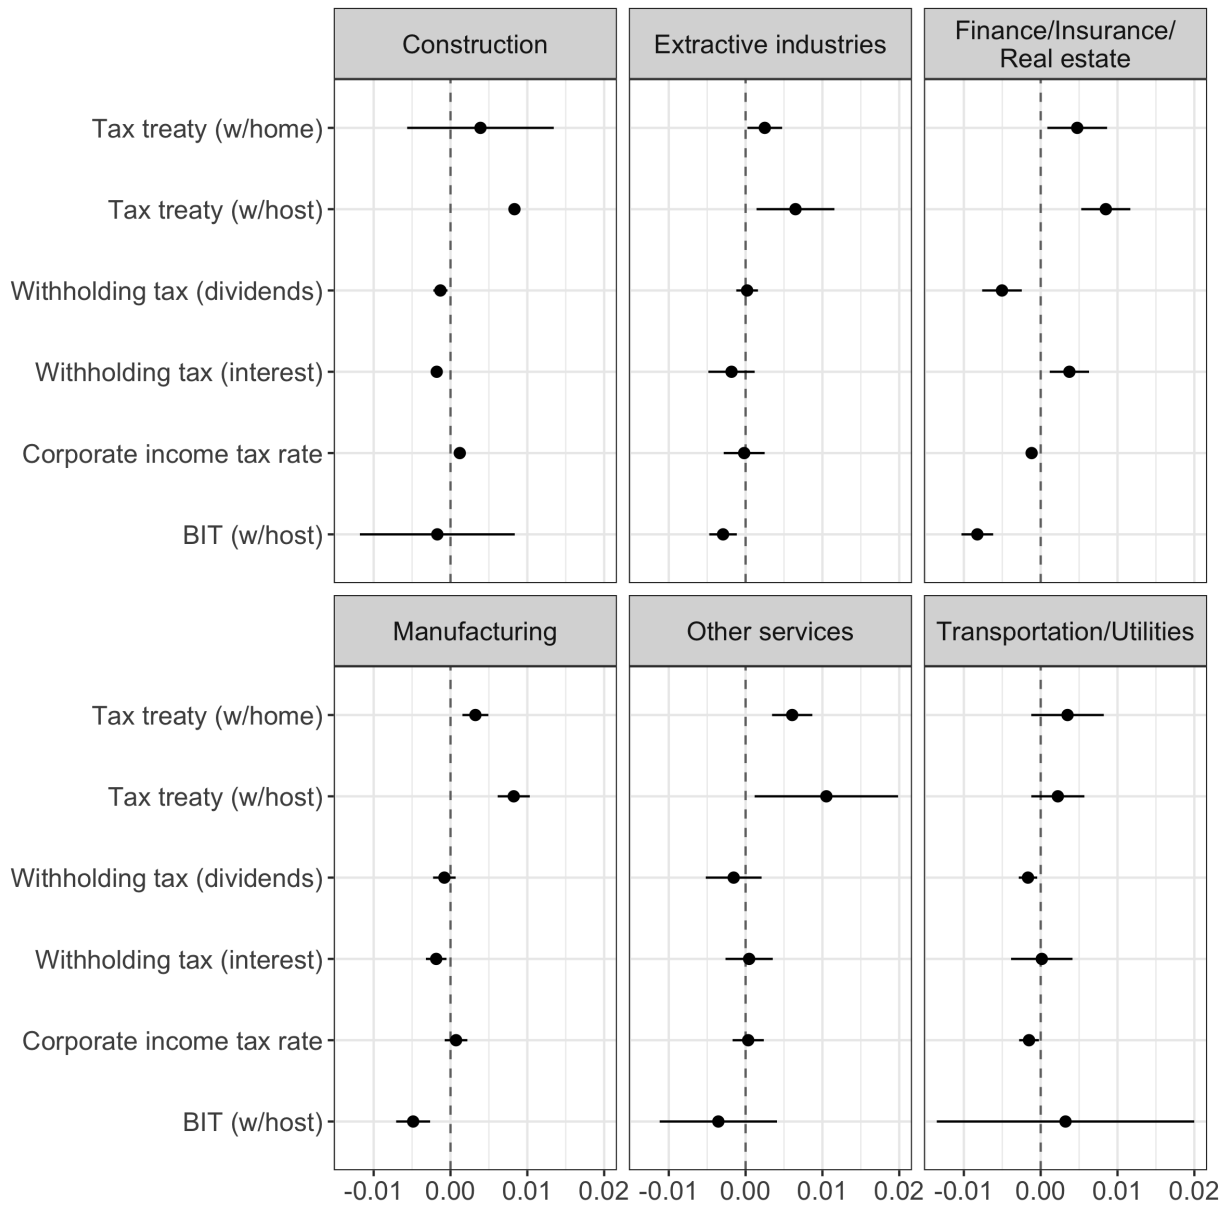 Construction
Extractive industries
Finance/Insurance/
Real estate
Tax treaty (w/home)
Tax treaty (w/host)
Withholding tax (dividends)
Withholding tax (interest)
Corporate income tax rate
BIT (w/host)
Manufacturing
Other services
Transportation/Utilities
Tax treaty (w/home)
Tax treaty (w/host)
Withholding tax (dividends)
Withholding tax (interest)
Corporate income tax rate
BIT (w/host)
-0.01 0.00 0.01 0.02 -0.01 0.00 0.01 0.02 -0.01 0.00 0.01 0.02